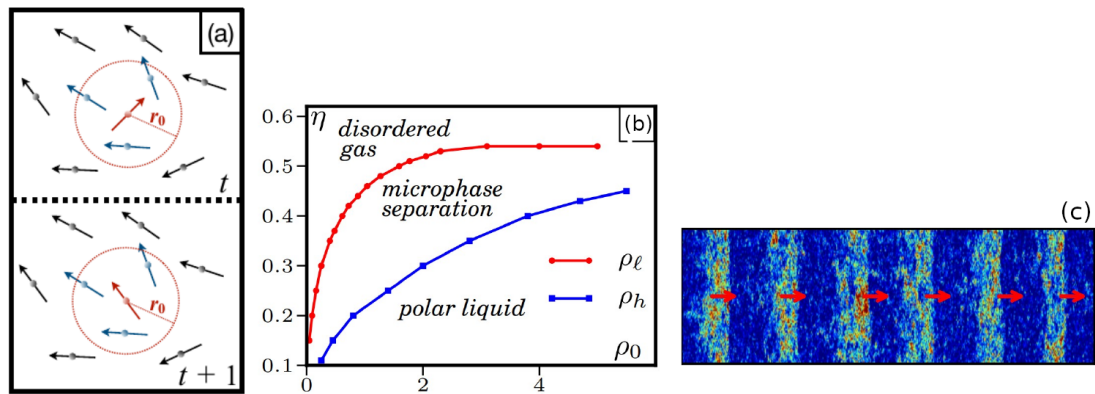 (a)
r₀
t
r₀
t + 1
(b)
η
0.6
0.5
0.4
0.3
0.2
0.1
disordered
gas
microphase
separation
polar liquid
ρℓ
ρh
ρ0
0
2
4
(c)